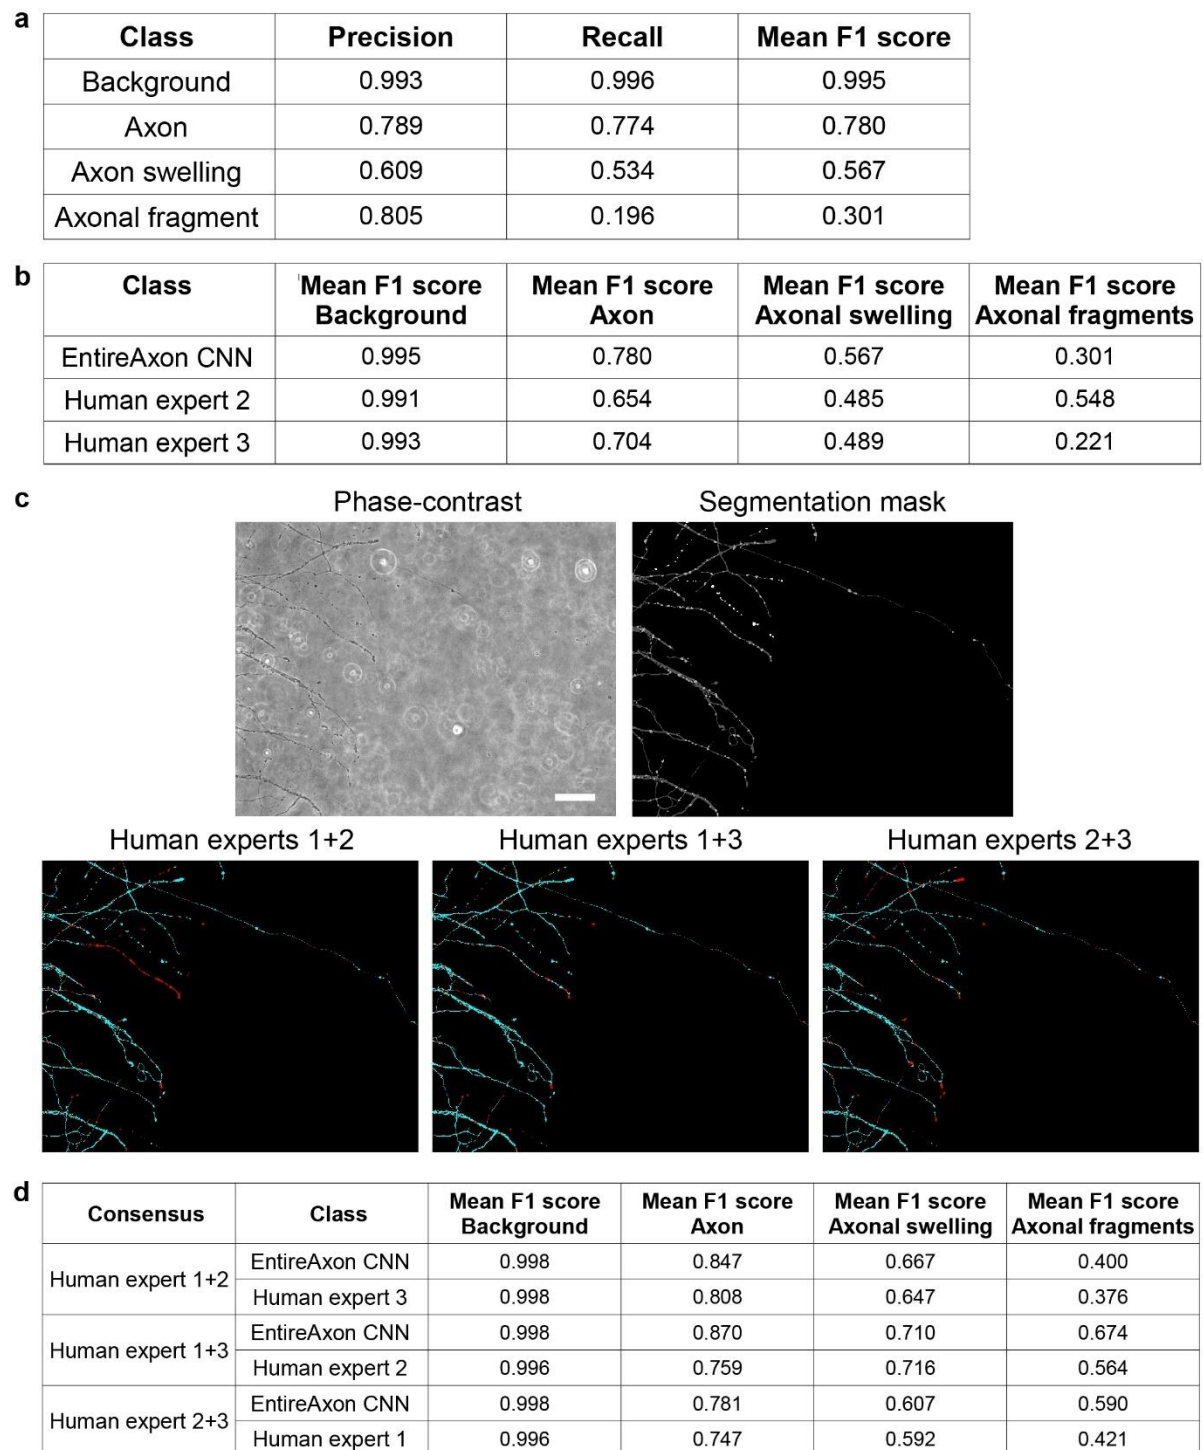 a
Class Precision Recall Mean F1 score
Background 0.993 0.996 0.995
Axon 0.789 0.774 0.780
Axon swelling 0.609 0.534 0.567
Axonal fragment 0.805 0.196 0.301
b
Class Mean F1 score Background Mean F1 score Axon Mean F1 score Axonal swelling Mean F1 score Axonal fragments
EntireAxon CNN 0.995 0.780 0.567 0.301
Human expert 2 0.991 0.654 0.485 0.548
Human expert 3 0.993 0.704 0.489 0.221
c
Phase-contrast Segmentation mask
Human experts 1+2 Human experts 1+3 Human experts 2+3
d
Consensus Class Mean F1 score Background Mean F1 score Axon Mean F1 score Axonal swelling Mean F1 score Axonal fragments
Human expert 1+2 EntireAxon CNN 0.998 0.847 0.667 0.400
Human expert 3 0.998 0.808 0.647 0.376
Human expert 1+3 EntireAxon CNN 0.998 0.870 0.710 0.674
Human expert 2 0.996 0.759 0.716 0.564
Human expert 2+3 EntireAxon CNN 0.998 0.781 0.607 0.590
Human expert 1 0.996 0.747 0.592 0.421